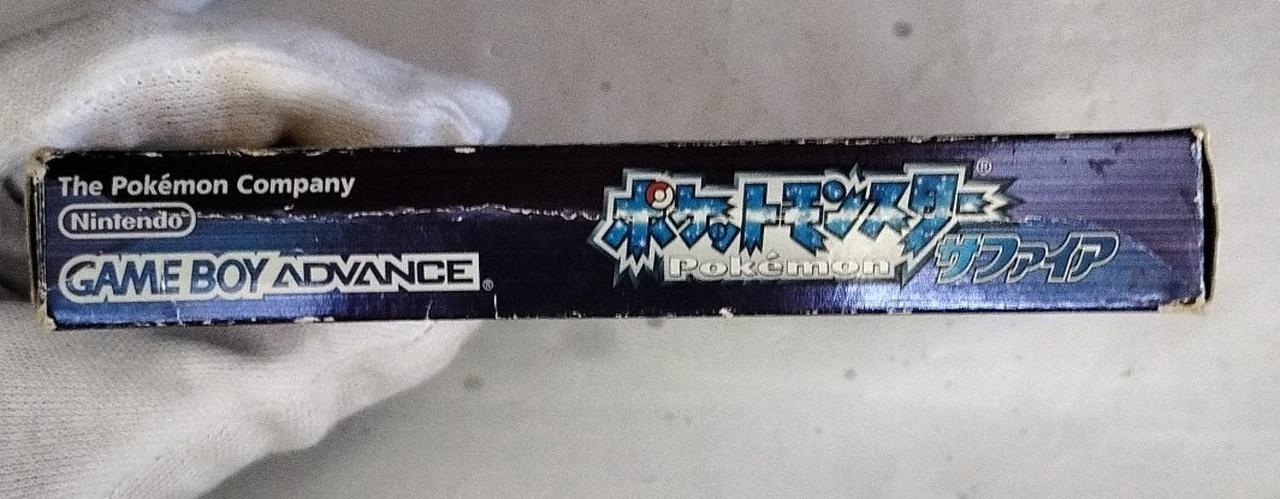 The Pokémon Company
Nintendo
GAME BOY ADVANCE®
ポケットモンスター®
Pokémon
サファイア